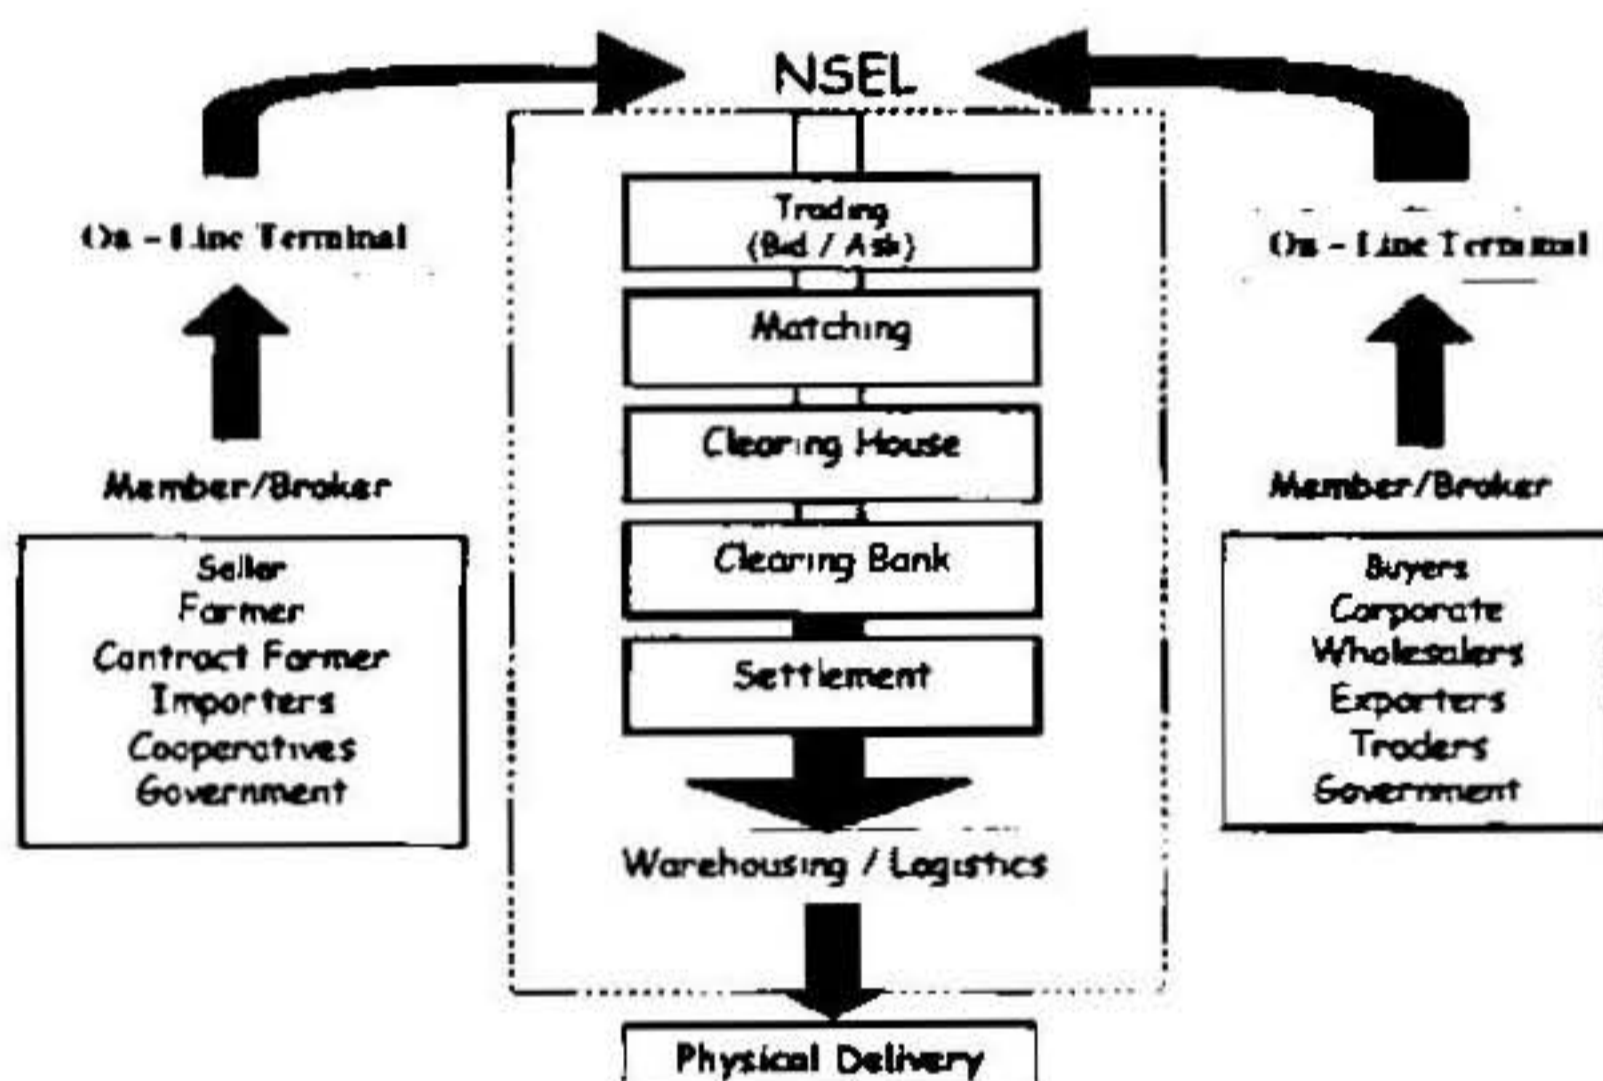 NSEL
On - Line Terminal
Member/Broker
Seller
Farmer
Contract Farmer
Importers
Cooperatives
Government
Trading
(Bid / Ask)
Matching
Clearing House
Clearing Bank
Settlement
Warehousing / Logistics
Physical Delivery
On - Line Terminal
Member/Broker
Buyers
Corporate
Wholesalers
Exporters
Traders
Government